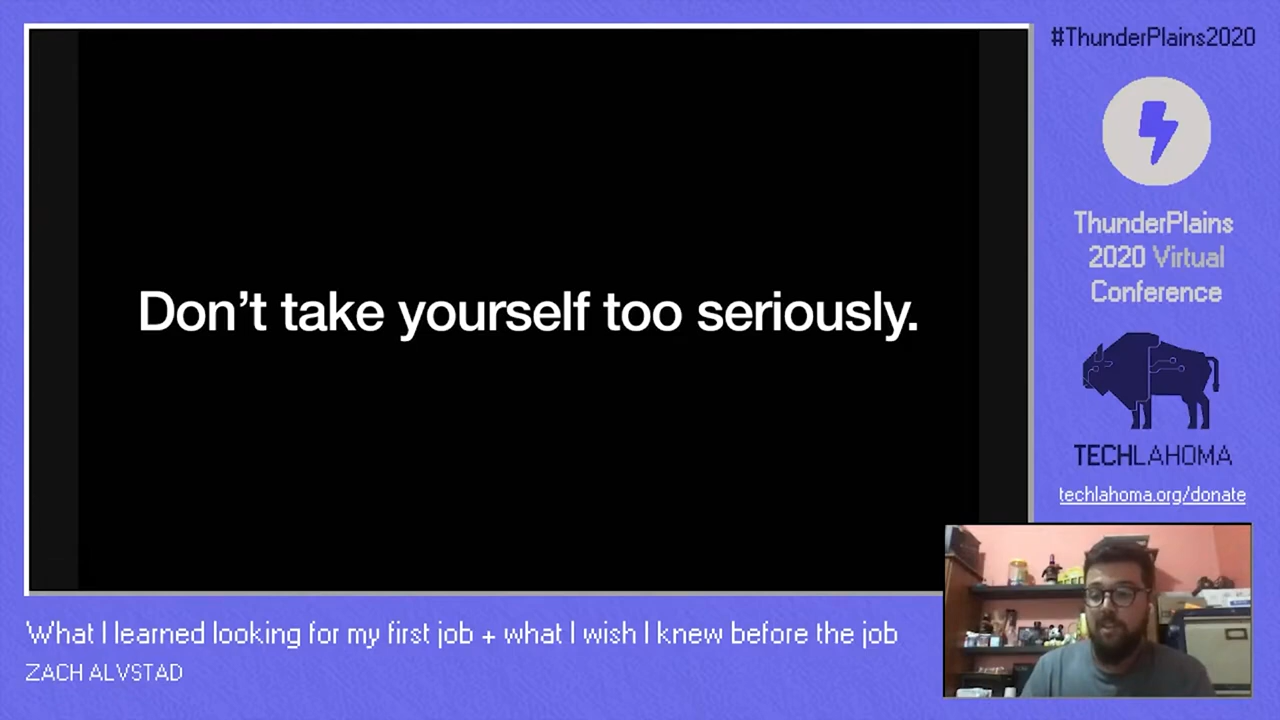 Don’t take yourself too seriously.
#ThunderPlains2020
ThunderPlains
2020 Virtual
Conference
TECHLAHOMA
techlahoma.org/donate
What I learned looking for my first job + what I wish I knew before the job
ZACH ALVSTAD